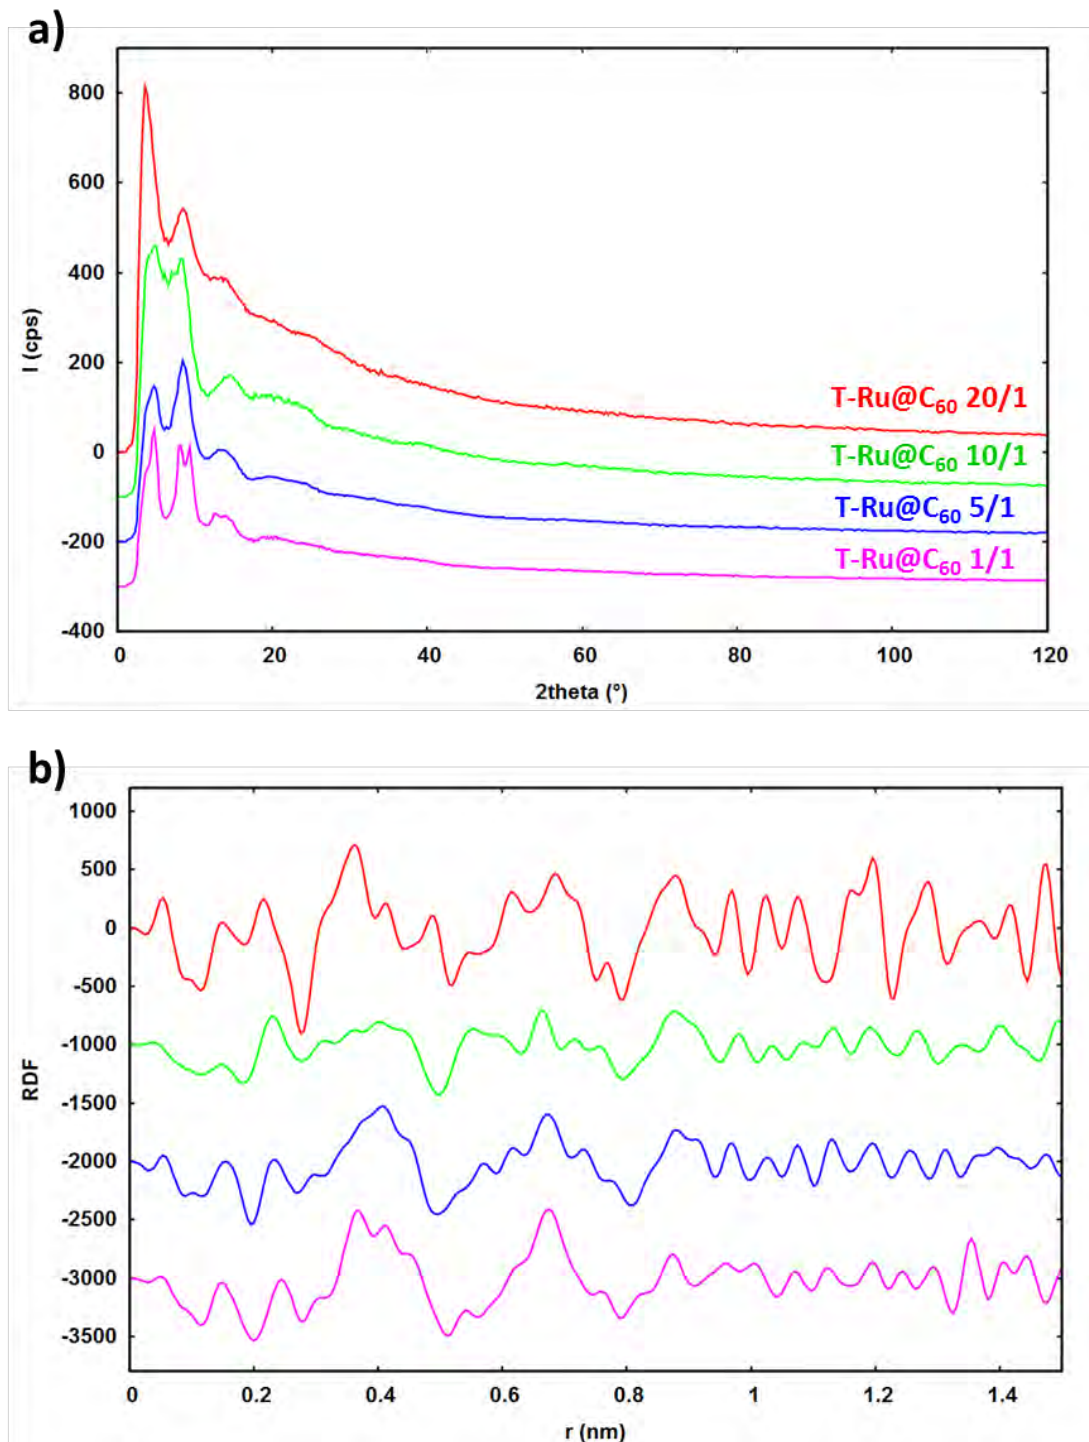 a)
800
600
400
200
0
-200
-400
I (cps)
T-Ru@C₆₀ 20/1
T-Ru@C₆₀ 10/1
T-Ru@C₆₀ 5/1
T-Ru@C₆₀ 1/1
0 20 40 60 80 100 120
2theta (°)
b)
1000
500
0
-500
-1000
-1500
-2000
-2500
-3000
-3500
RDF
0 0.2 0.4 0.6 0.8 1 1.2 1.4
r (nm)